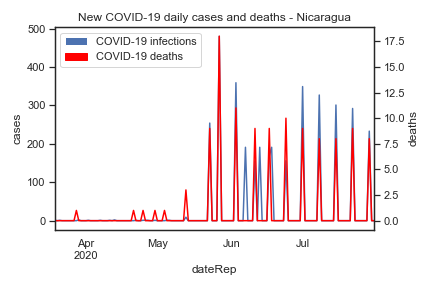 New COVID-19 daily cases and deaths - Nicaragua
COVID-19 infections
COVID-19 deaths
500
400
300
200
100
0
cases
17.5
15.0
12.5
10.0
7.5
5.0
2.5
0.0
deaths
Apr
2020
May
Jun
Jul
dateRep